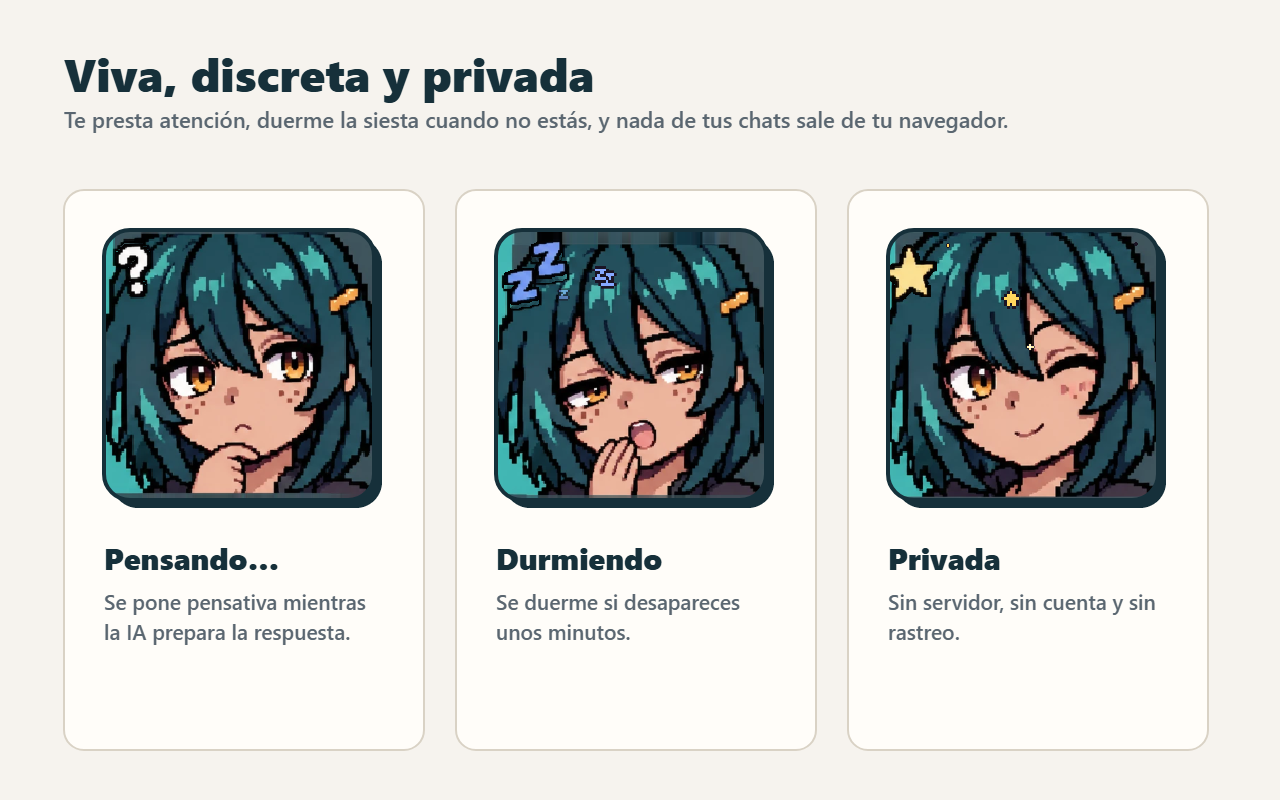 Viva, discreta y privada
Te presta atención, duerme la siesta cuando no estás, y nada de tus chats sale de tu navegador.
?
Z Z z z z
Pensando...
Se pone pensativa mientras
la IA prepara la respuesta.
Durmiendo
Se duerme si desapareces
unos minutos.
Privada
Sin servidor, sin cuenta y sin
rastreo.